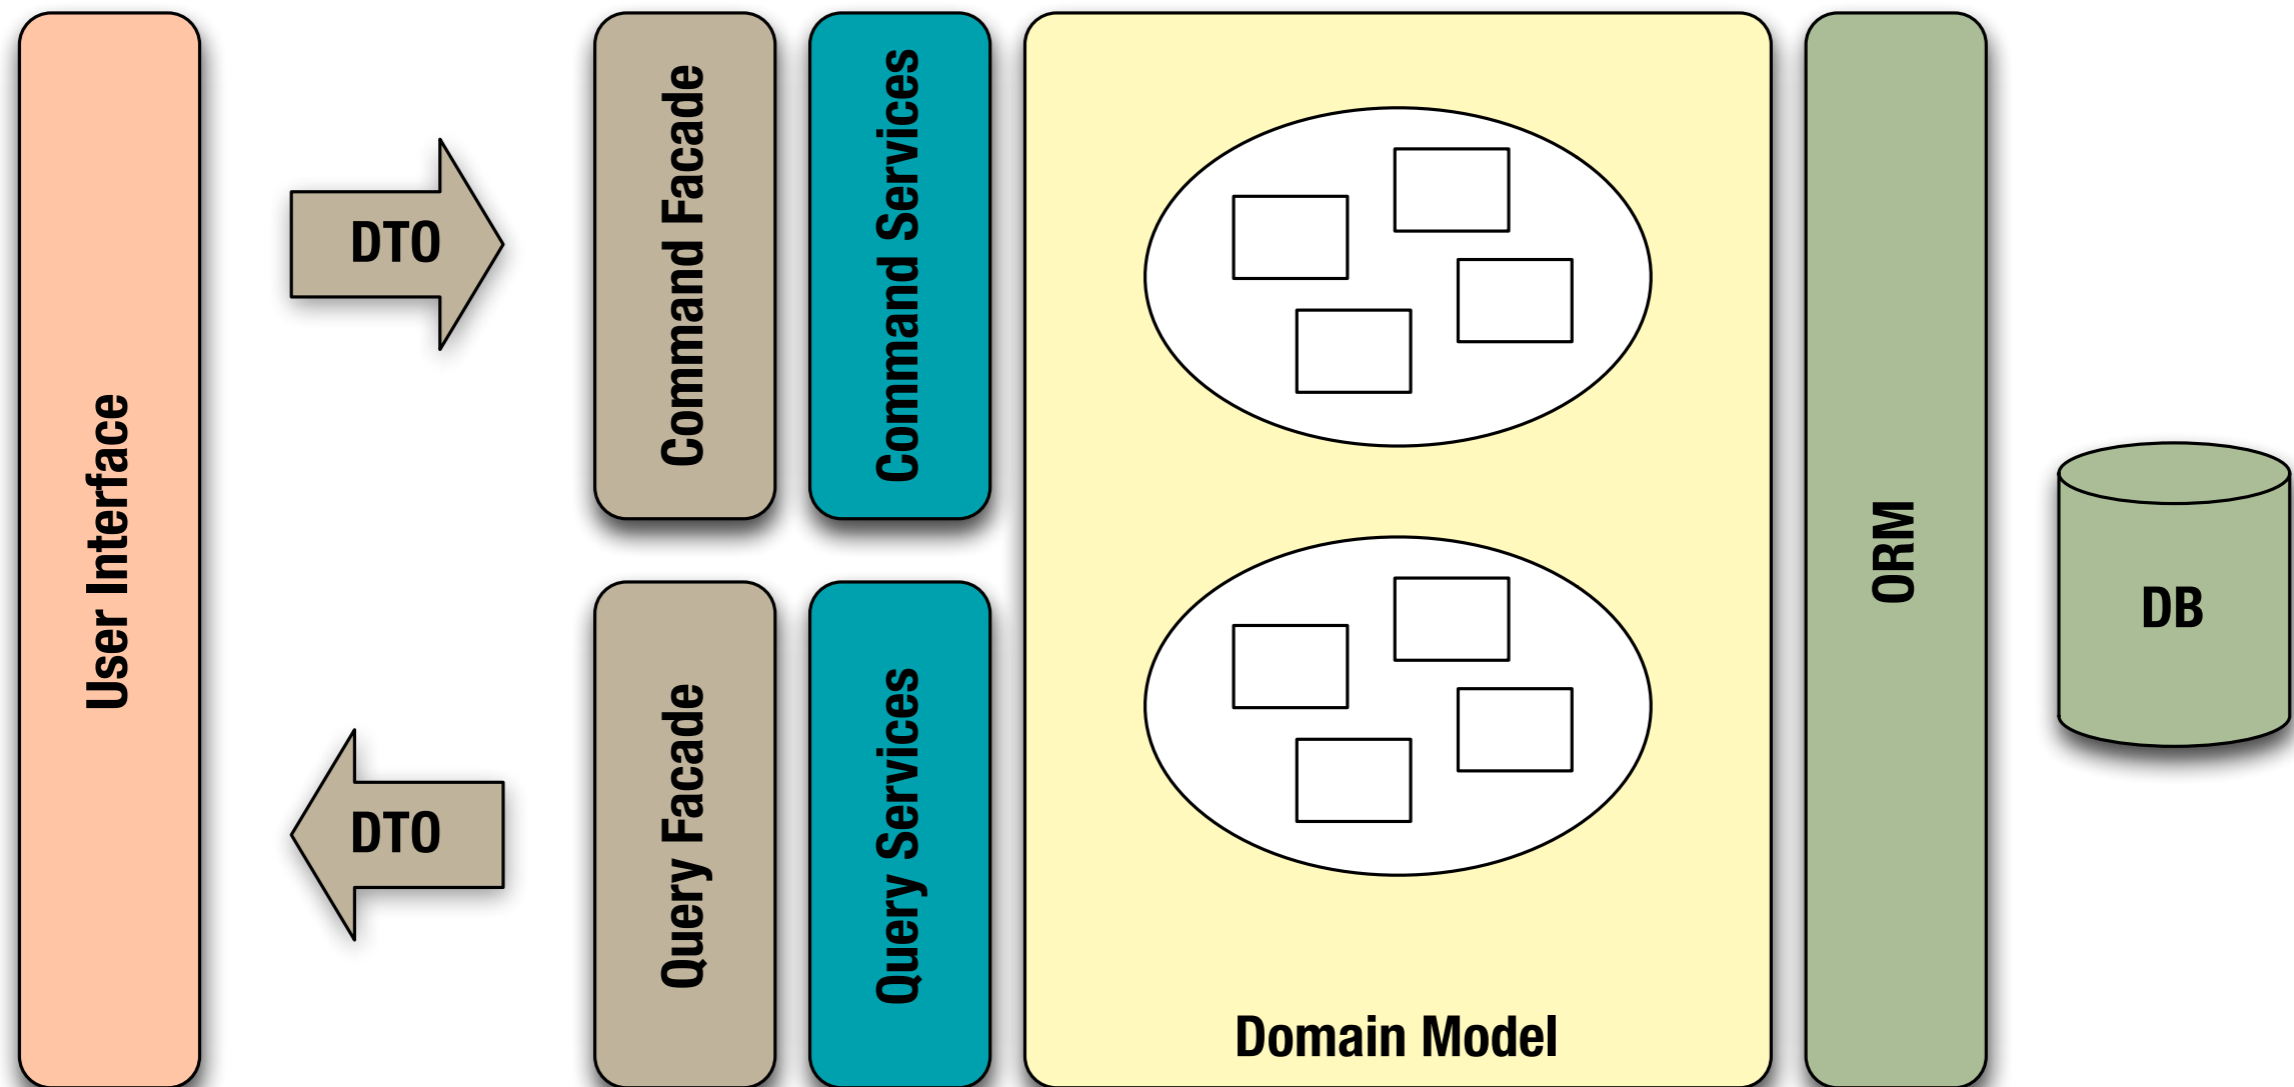 User Interface
DTO
DTO
Command Facade
Query Facade
Command Services
Query Services
Domain Model
ORM
DB